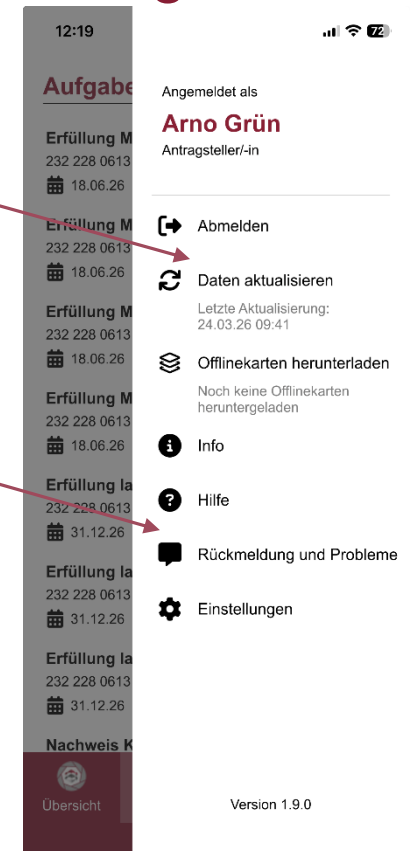 12:19
72
Aufgabe
Erfüllung M
232 228 0613
18.06.26
Erfüllung M
232 228 0613
18.06.26
Erfüllung M
232 228 0613
18.06.26
Erfüllung M
232 228 0613
18.06.26
Erfüllung la
232 228 0613
31.12.26
Erfüllung la
232 228 0613
31.12.26
Erfüllung la
232 228 0613
31.12.26
Nachweis K
Übersicht
Angemeldet als
Arno Grün
Antragsteller/-in
Abmelden
Daten aktualisieren
Letzte Aktualisierung:
24.03.26 09:41
Offlinekarten herunterladen
Noch keine Offlinekarten
heruntergeladen
Info
Hilfe
Rückmeldung und Probleme
Einstellungen
Version 1.9.0